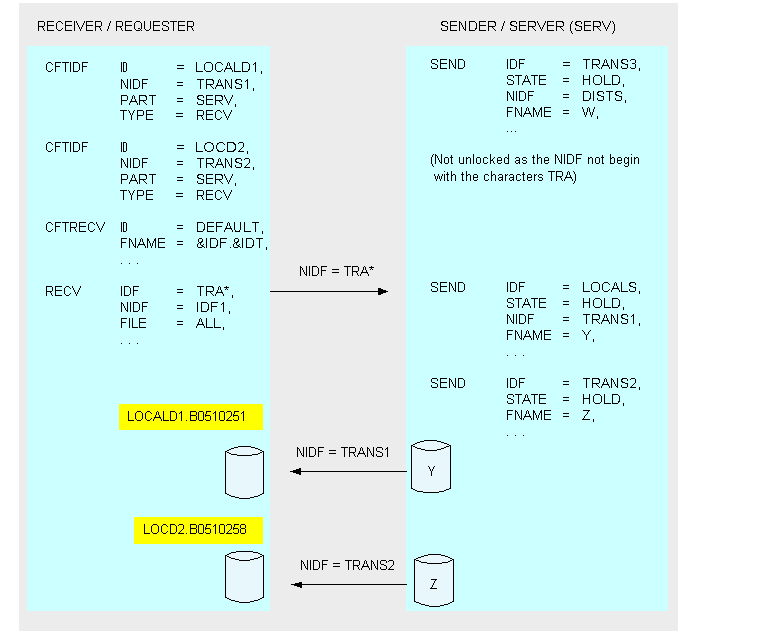 RECEIVER / REQUESTER
CFTIDF ID = LOCALD1,
NIDF = TRANS1,
PART = SERV,
TYPE = RECV
CFTIDF ID = LOCD2,
NIDF = TRANS2,
PART = SERV,
TYPE = RECV
CFTRECV ID = DEFAULT,
FNAME = &IDF.&IDT,
. . .
RECV IDF = TRA*,
NIDF = IDF1,
FILE = ALL,
. . .
LOCALD1.B0510251
LOCD2.B0510258
NIDF = TRA*
NIDF = TRANS1
NIDF = TRANS2
SENDER / SERVER (SERV)
SEND IDF = TRANS3,
STATE = HOLD,
NIDF = DISTS,
FNAME = W,
...
(Not unlocked as the NIDF not begin
with the characters TRA)
SEND IDF = LOCALS,
STATE = HOLD,
NIDF = TRANS1,
FNAME = Y,
. . .
SEND IDF = TRANS2,
STATE = HOLD,
FNAME = Z,
. . .
Y
Z